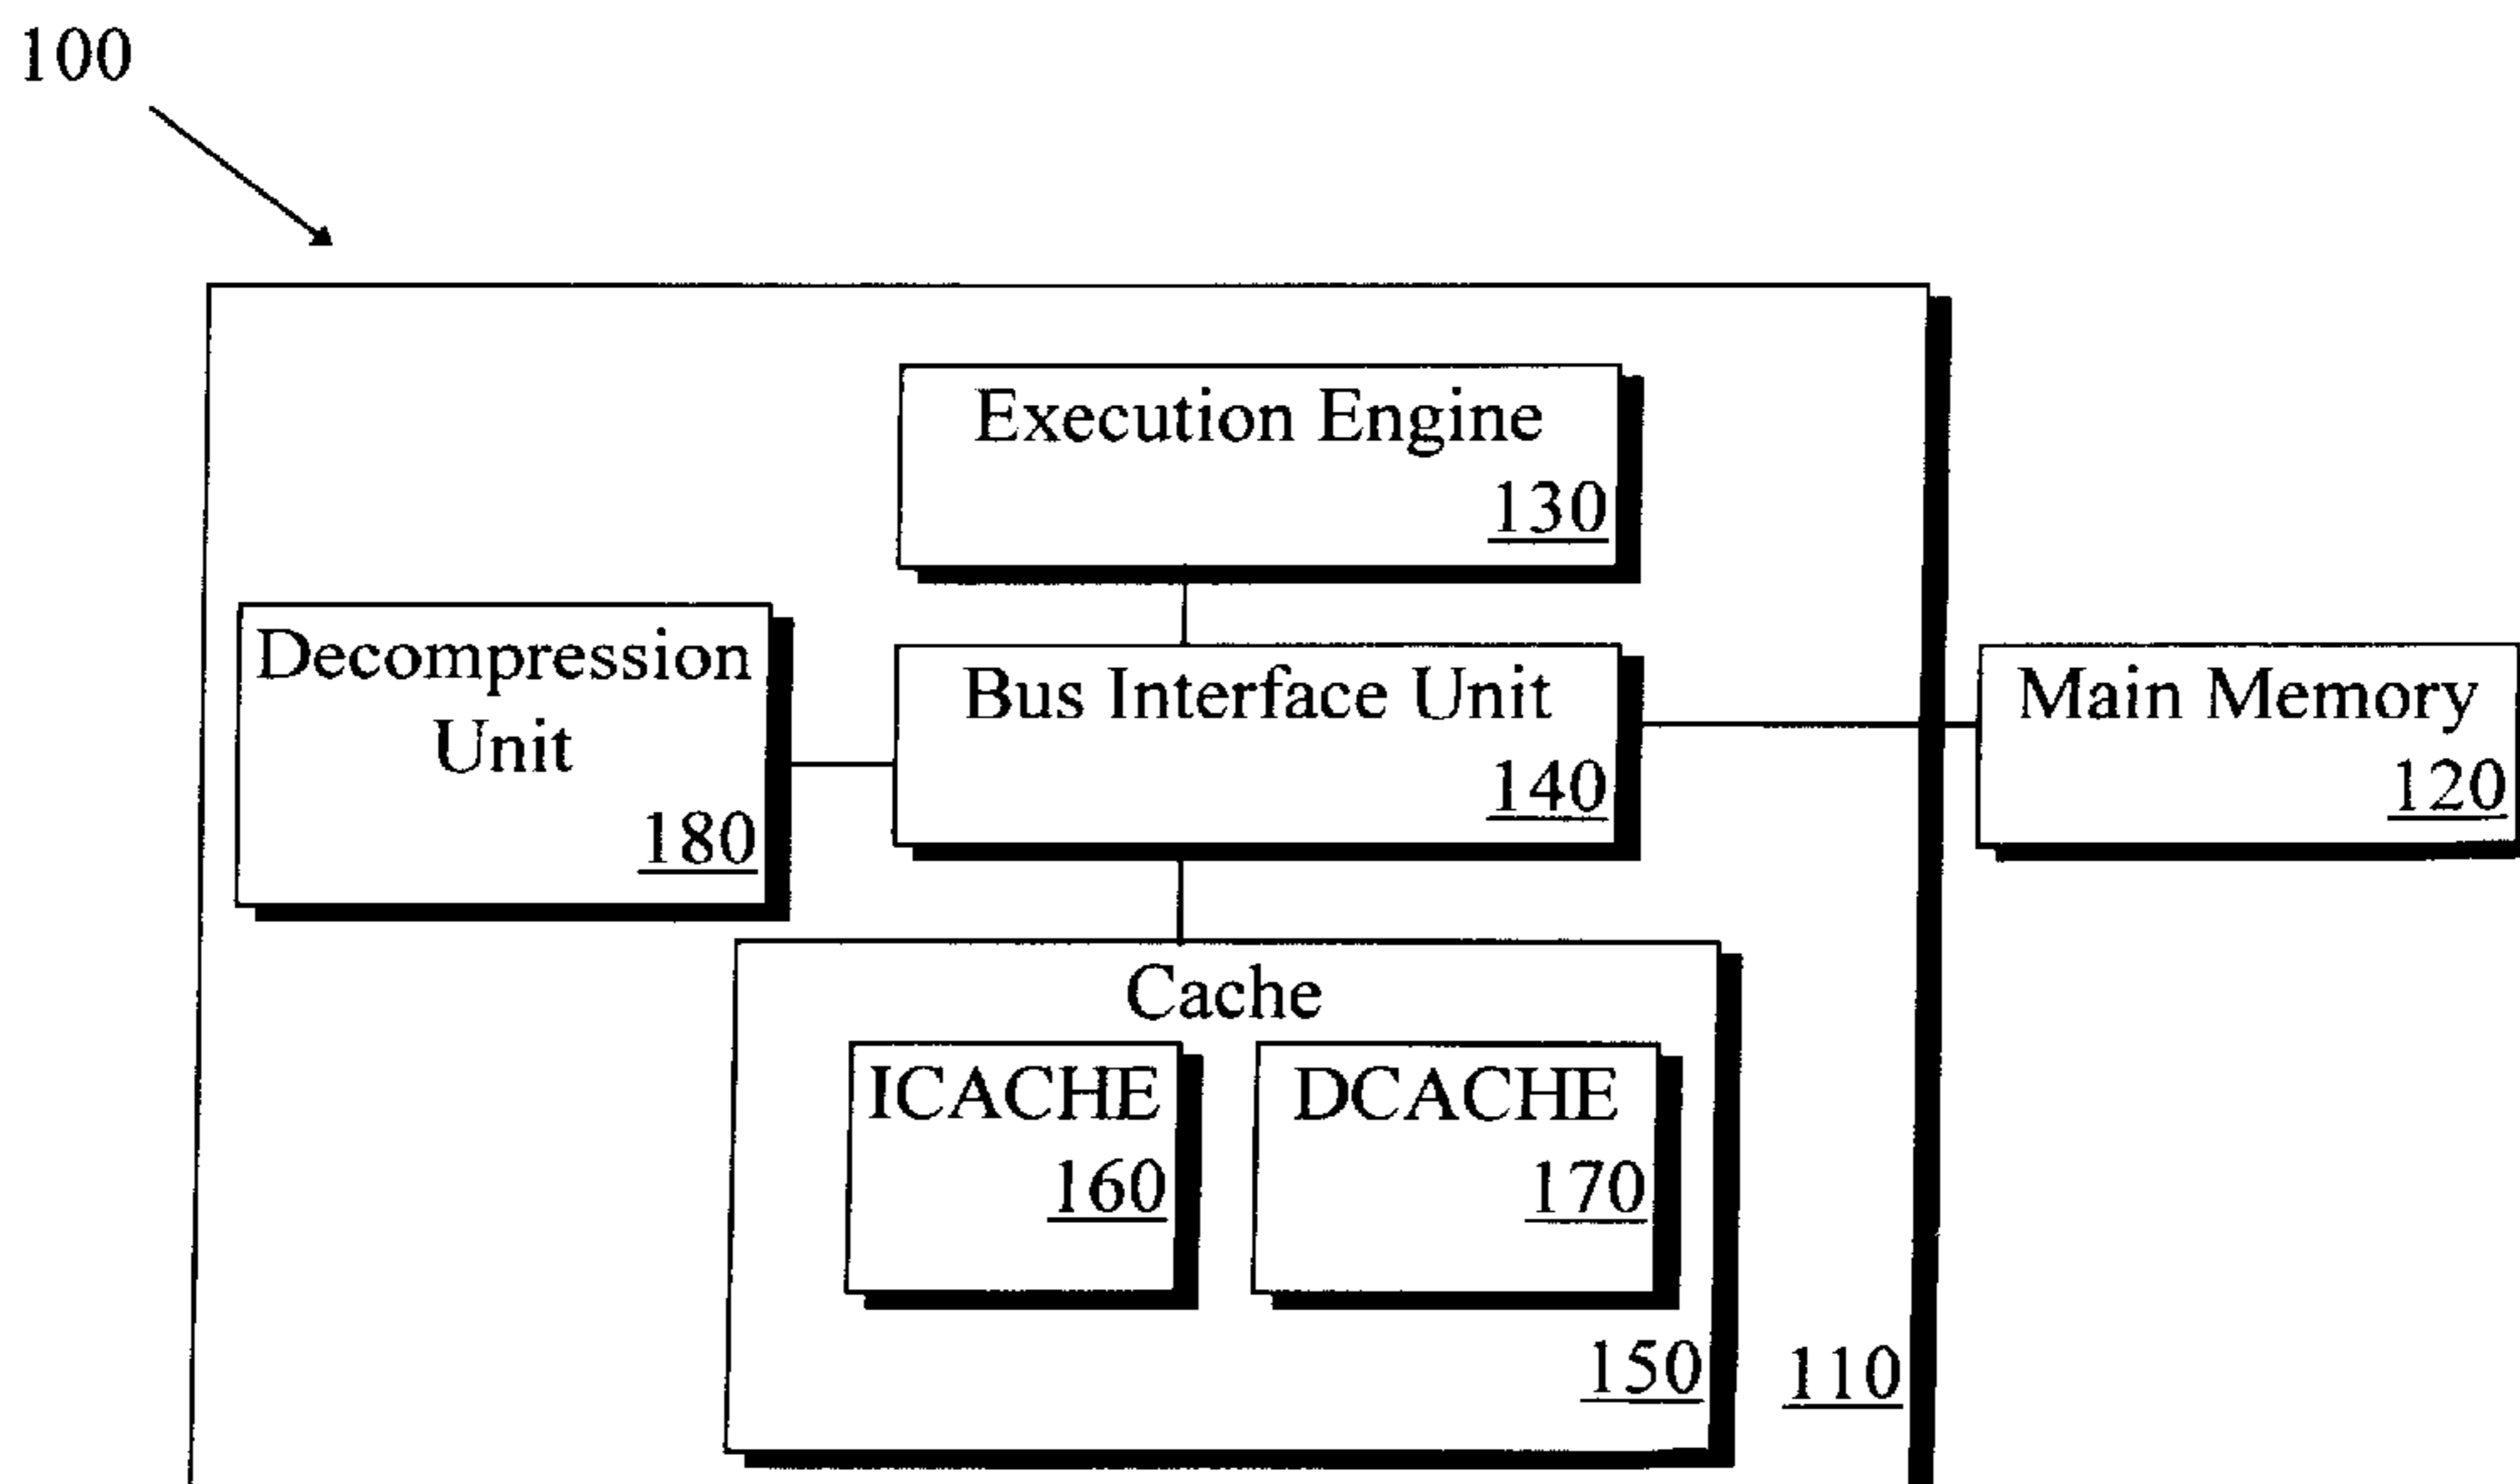 100
Execution Engine
130
Decompression
Unit
180
Bus Interface Unit
140
Main Memory
120
Cache
ICACHE
160
DCACHE
170
150
110